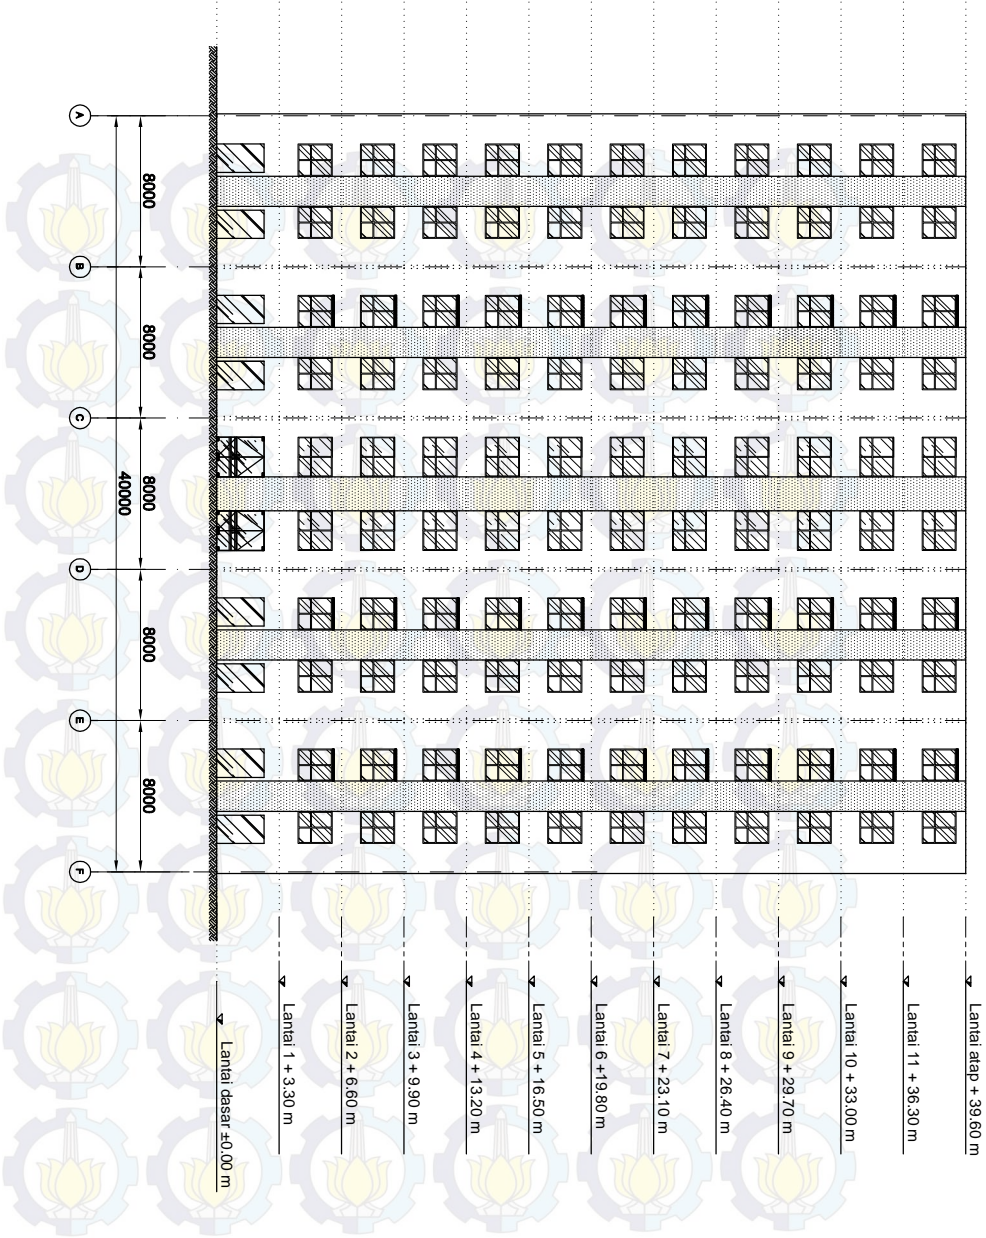 Lantai atap + 39.60 m
Lantai 11 + 36.30 m
Lantai 10 + 33.00 m
Lantai 9 + 29.70 m
Lantai 8 + 26.40 m
Lantai 7 + 23.10 m
Lantai 6 +19.80 m
Lantai 5 + 16.50 m
Lantai 4 + 13.20 m
Lantai 3 + 9.90 m
Lantai 2 + 6.60 m
Lantai 1 + 3.30 m
Lantai dasar ±0.00 m
8000
8000
8000
8000
8000
40000
A
B
C
D
E
F